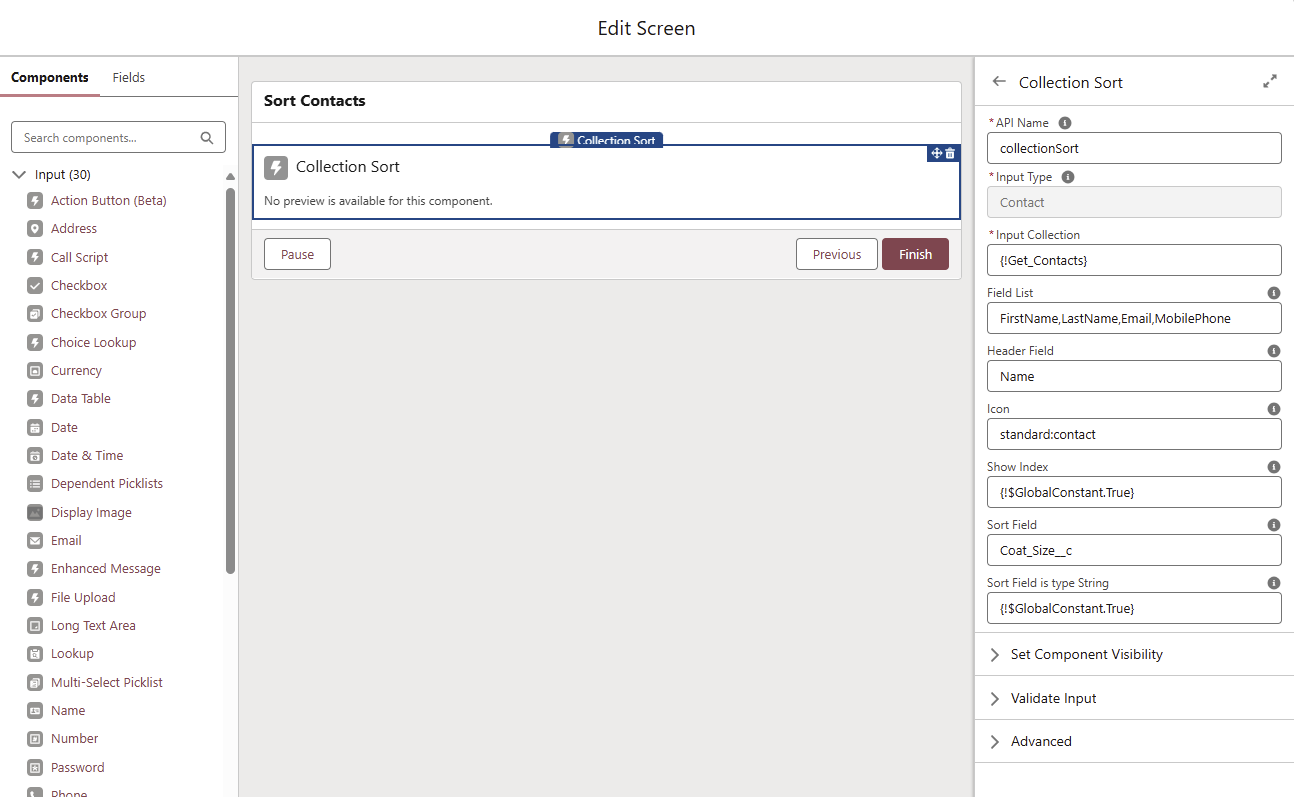 Edit Screen
Components
Fields
Search components...
Input (30)
Action Button (Beta)
Address
Call Script
Checkbox
Checkbox Group
Choice Lookup
Currency
Data Table
Date
Date & Time
Dependent Picklists
Display Image
Email
Enhanced Message
File Upload
Long Text Area
Lookup
Multi-Select Picklist
Name
Number
Password
Phone
Sort Contacts
Collection Sort
Collection Sort
No preview is available for this component.
Pause
Previous
Finish
Collection Sort
*API Name
collectionSort
*Input Type
Contact
*Input Collection
{!Get_Contacts}
Field List
FirstName,LastName,Email,MobilePhone
Header Field
Name
Icon
standard:contact
Show Index
{!$GlobalConstant.True}
Sort Field
Coat_Size__c
Sort Field is type String
{!$GlobalConstant.True}
Set Component Visibility
Validate Input
Advanced